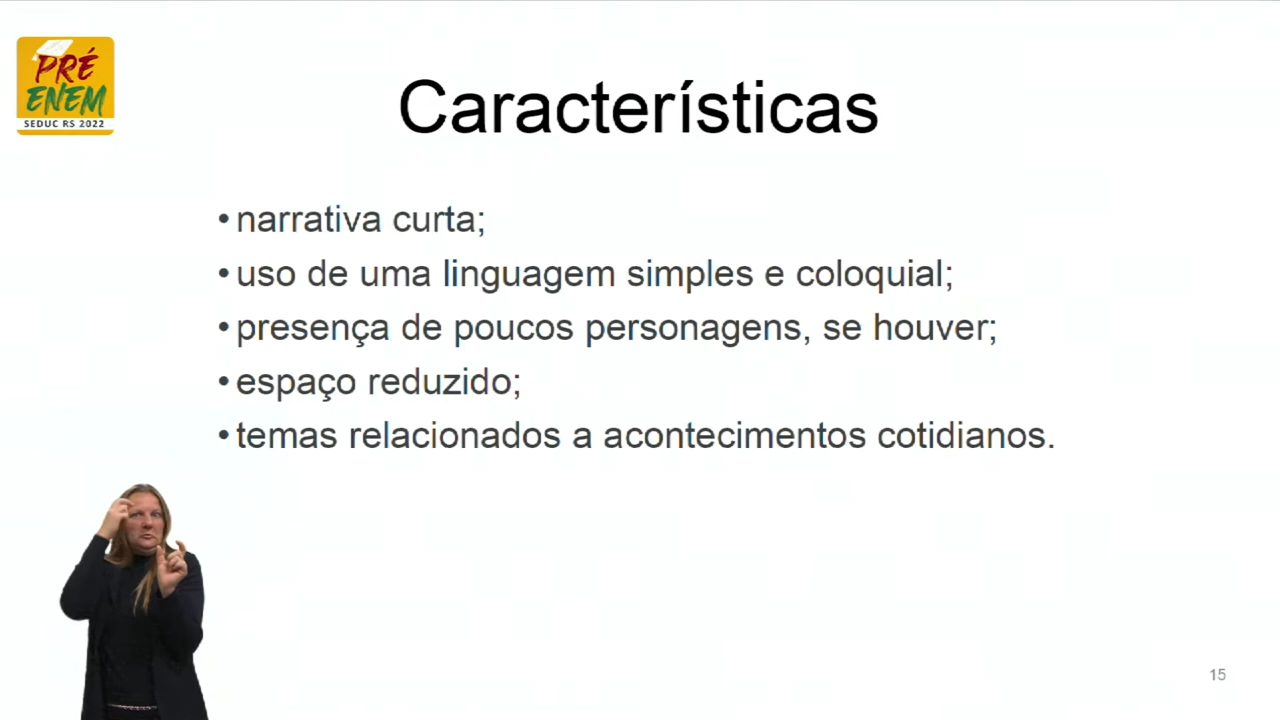 PRÉ
ENEM
SEDUC RS 2022
Características
• narrativa curta;
• uso de uma linguagem simples e coloquial;
• presença de poucos personagens, se houver;
• espaço reduzido;
• temas relacionados a acontecimentos cotidianos.
15